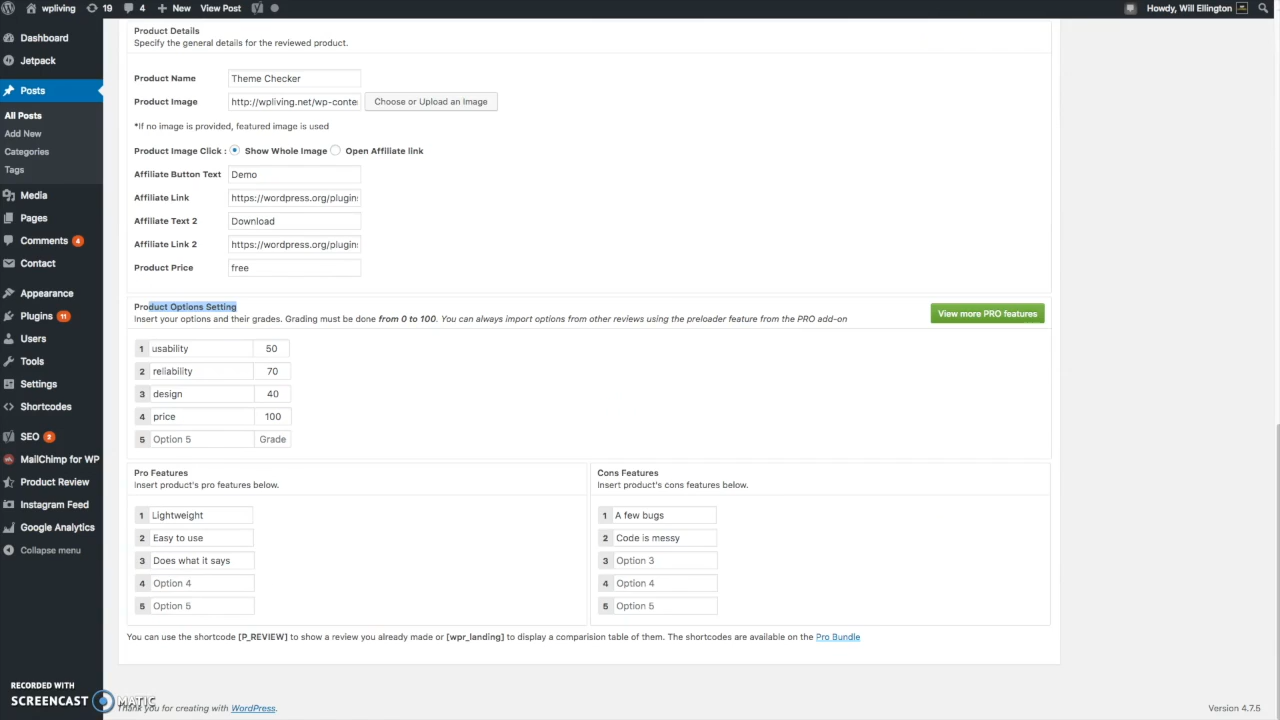 wpliving 19 4 New View Post Howdy, Will Ellington
Dashboard
Jetpack
Posts
All Posts
Add New
Categories
Tags
Media
Pages
Comments 4
Contact
Appearance
Plugins 11
Users
Tools
Settings
Shortcodes
SEO 2
MailChimp for WP
Product Review
Instagram Feed
Google Analytics
Collapse menu
Product Details
Specify the general details for the reviewed product.
Product Name Theme Checker
Product Image http://wpliving.net/wp-conte Choose or Upload an Image
*If no image is provided, featured image is used
Product Image Click : Show Whole Image Open Affiliate link
Affiliate Button Text Demo
Affiliate Link https://wordpress.org/plugins
Affiliate Text 2 Download
Affiliate Link 2 https://wordpress.org/plugins
Product Price free
Product Options Setting
Insert your options and their grades. Grading must be done from 0 to 100. You can always import options from other reviews using the preloader feature from the PRO add-on
View more PRO features
1 usability 50
2 reliability 70
3 design 40
4 price 100
5 Option 5 Grade
Pro Features
Insert product's pro features below.
1 Lightweight
2 Easy to use
3 Does what it says
4 Option 4
5 Option 5
Cons Features
Insert product's cons features below.
1 A few bugs
2 Code is messy
3 Option 3
4 Option 4
5 Option 5
You can use the shortcode [P_REVIEW] to show a review you already made or [wpr_landing] to display a comparision table of them. The shortcodes are available on the Pro Bundle
RECORDED WITH
SCREENCAST MATIC
Thank you for creating with WordPress.
Version 4.7.5